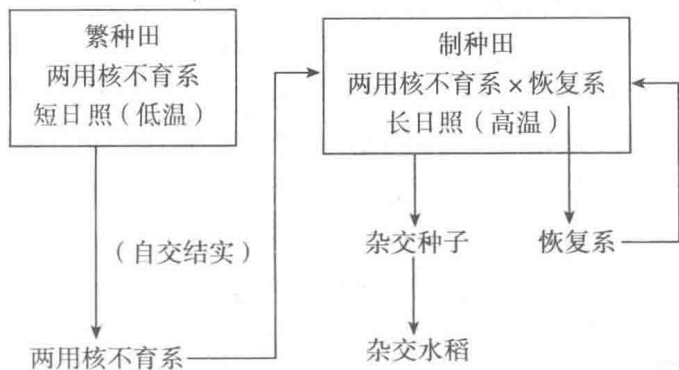 繁种田
两用核不育系
短日照（低温）
制种田
两用核不育系×恢复系
长日照（高温）
（自交结实）
杂交种子
恢复系
两用核不育系
杂交水稻